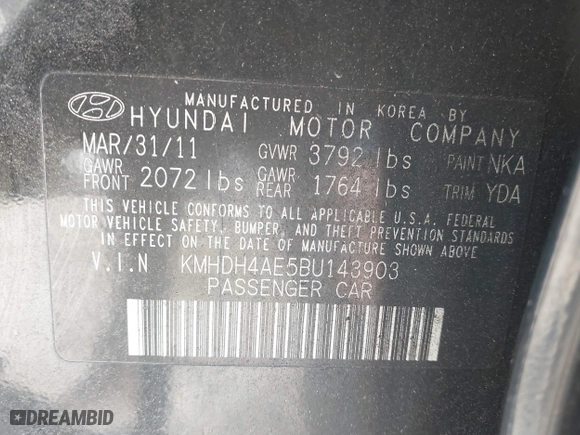 MANUFACTURED IN KOREA BY
HYUNDAI MOTOR COMPANY
MAR/31/11 GVWR 3792 lbs PAINT NKA
GAWR FRONT 2072 lbs GAWR REAR 1764 lbs TRIM YDA
THIS VEHICLE CONFORMS TO ALL APPLICABLE U.S.A. FEDERAL
MOTOR VEHICLE SAFETY, BUMPER, AND THEFT PREVENTION STANDARDS
IN EFFECT ON THE DATE OF MANUFACTURE SHOWN ABOVE
V.I.N KMHDH4AE5BU143903
PASSENGER CAR
DREAMBID